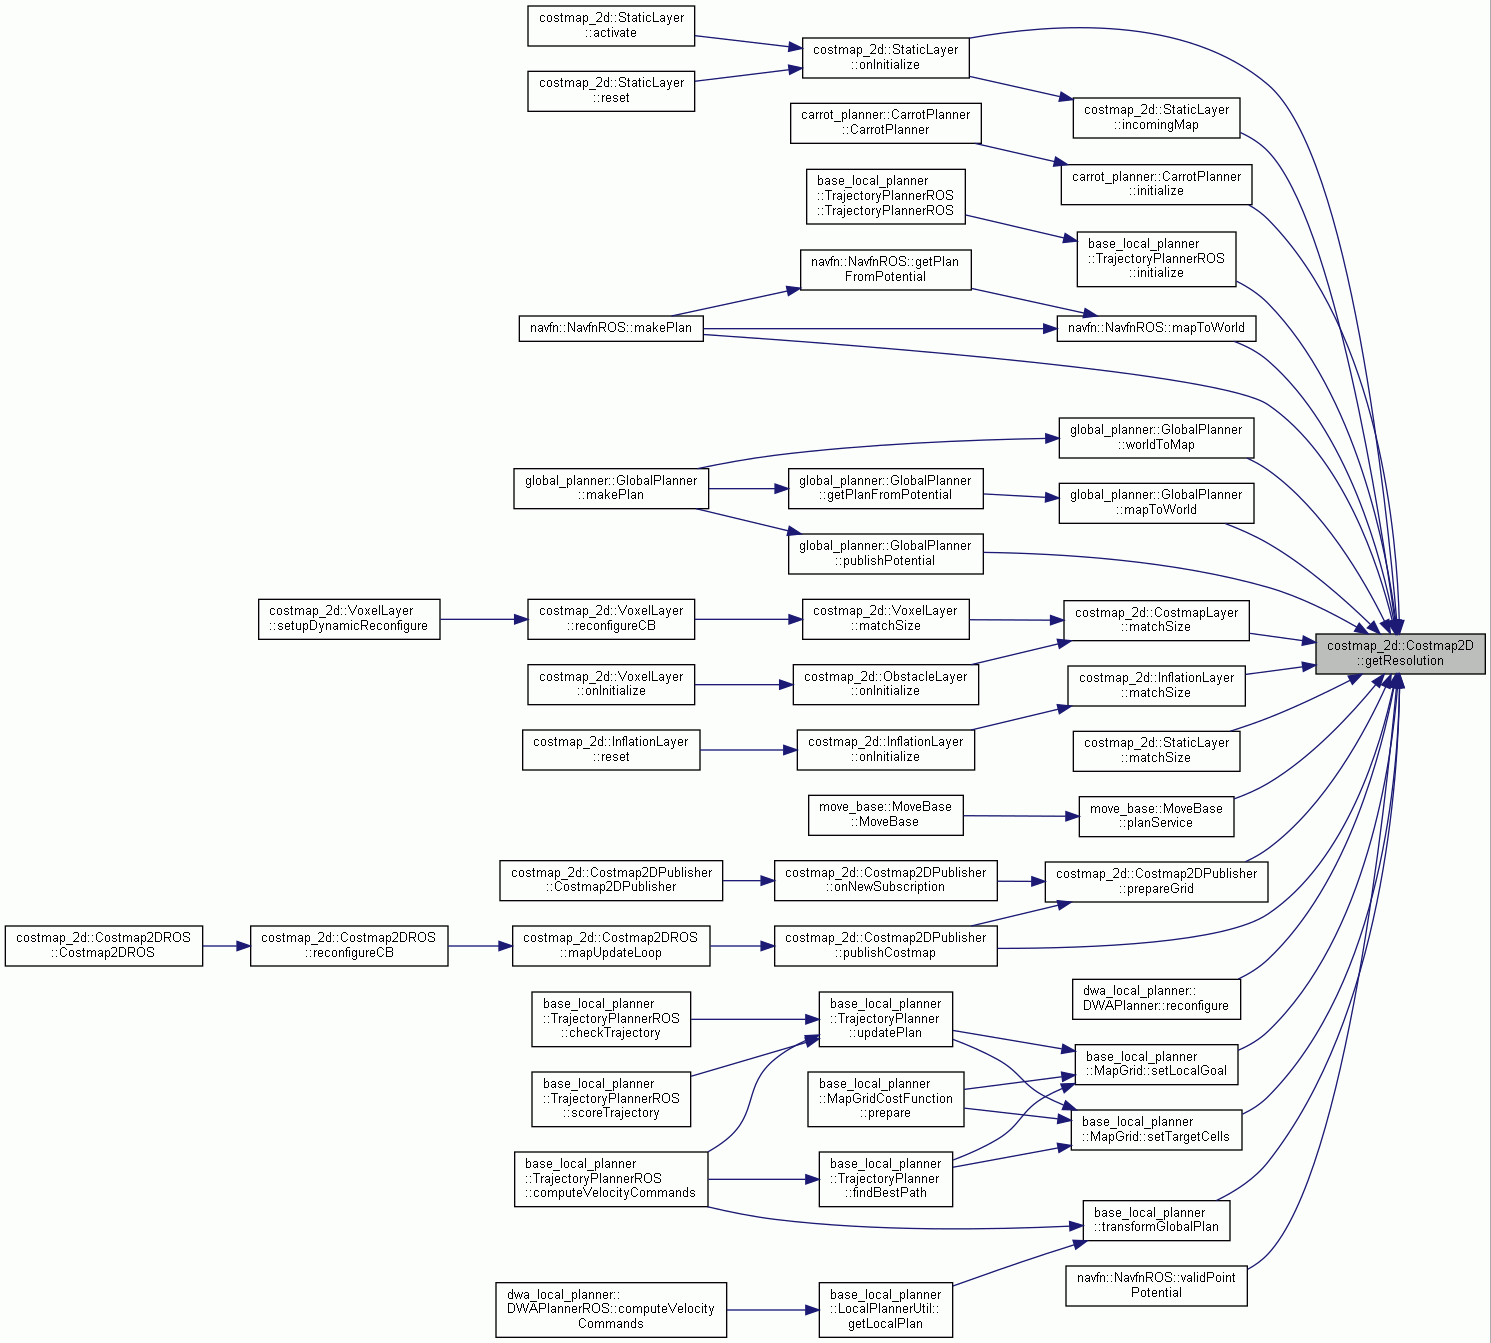 costmap_2d::StaticLayer
::activate
costmap_2d::StaticLayer
::onInitialize
costmap_2d::StaticLayer
::reset
costmap_2d::StaticLayer
::incomingMap
carrot_planner::CarrotPlanner
::CarrotPlanner
carrot_planner::CarrotPlanner
::initialize
base_local_planner
::TrajectoryPlannerROS
::TrajectoryPlannerROS
base_local_planner
::TrajectoryPlannerROS
::initialize
navfn::NavfnROS::getPlan
FromPotential
navfn::NavfnROS::makePlan
navfn::NavfnROS::mapToWorld
global_planner::GlobalPlanner
::worldToMap
global_planner::GlobalPlanner
::makePlan
global_planner::GlobalPlanner
::getPlanFromPotential
global_planner::GlobalPlanner
::mapToWorld
global_planner::GlobalPlanner
::publishPotential
costmap_2d::VoxelLayer
::setupDynamicReconfigure
costmap_2d::VoxelLayer
::reconfigureCB
costmap_2d::VoxelLayer
::matchSize
costmap_2d::CostmapLayer
::matchSize
costmap_2d::Costmap2D
::getResolution
costmap_2d::VoxelLayer
::onInitialize
costmap_2d::ObstacleLayer
::onInitialize
costmap_2d::InflationLayer
::matchSize
costmap_2d::InflationLayer
::reset
costmap_2d::InflationLayer
::onInitialize
costmap_2d::StaticLayer
::matchSize
move_base::MoveBase
::MoveBase
move_base::MoveBase
::planService
costmap_2d::Costmap2DPublisher
::Costmap2DPublisher
costmap_2d::Costmap2DPublisher
::onNewSubscription
costmap_2d::Costmap2DPublisher
::prepareGrid
costmap_2d::Costmap2DROS
::Costmap2DROS
costmap_2d::Costmap2DROS
::reconfigureCB
costmap_2d::Costmap2DROS
::mapUpdateLoop
costmap_2d::Costmap2DPublisher
::publishCostmap
dwa_local_planner::
DWAPlanner::reconfigure
base_local_planner
::TrajectoryPlannerROS
::checkTrajectory
base_local_planner
::TrajectoryPlanner
::updatePlan
base_local_planner
::MapGrid::setLocalGoal
base_local_planner
::TrajectoryPlannerROS
::scoreTrajectory
base_local_planner
::MapGridCostFunction
::prepare
base_local_planner
::MapGrid::setTargetCells
base_local_planner
::TrajectoryPlannerROS
::computeVelocityCommands
base_local_planner
::TrajectoryPlanner
::findBestPath
base_local_planner
::transformGlobalPlan
navfn::NavfnROS::validPoint
Potential
dwa_local_planner::
DWAPlannerROS::computeVelocity
Commands
base_local_planner
::LocalPlannerUtil::
getLocalPlan